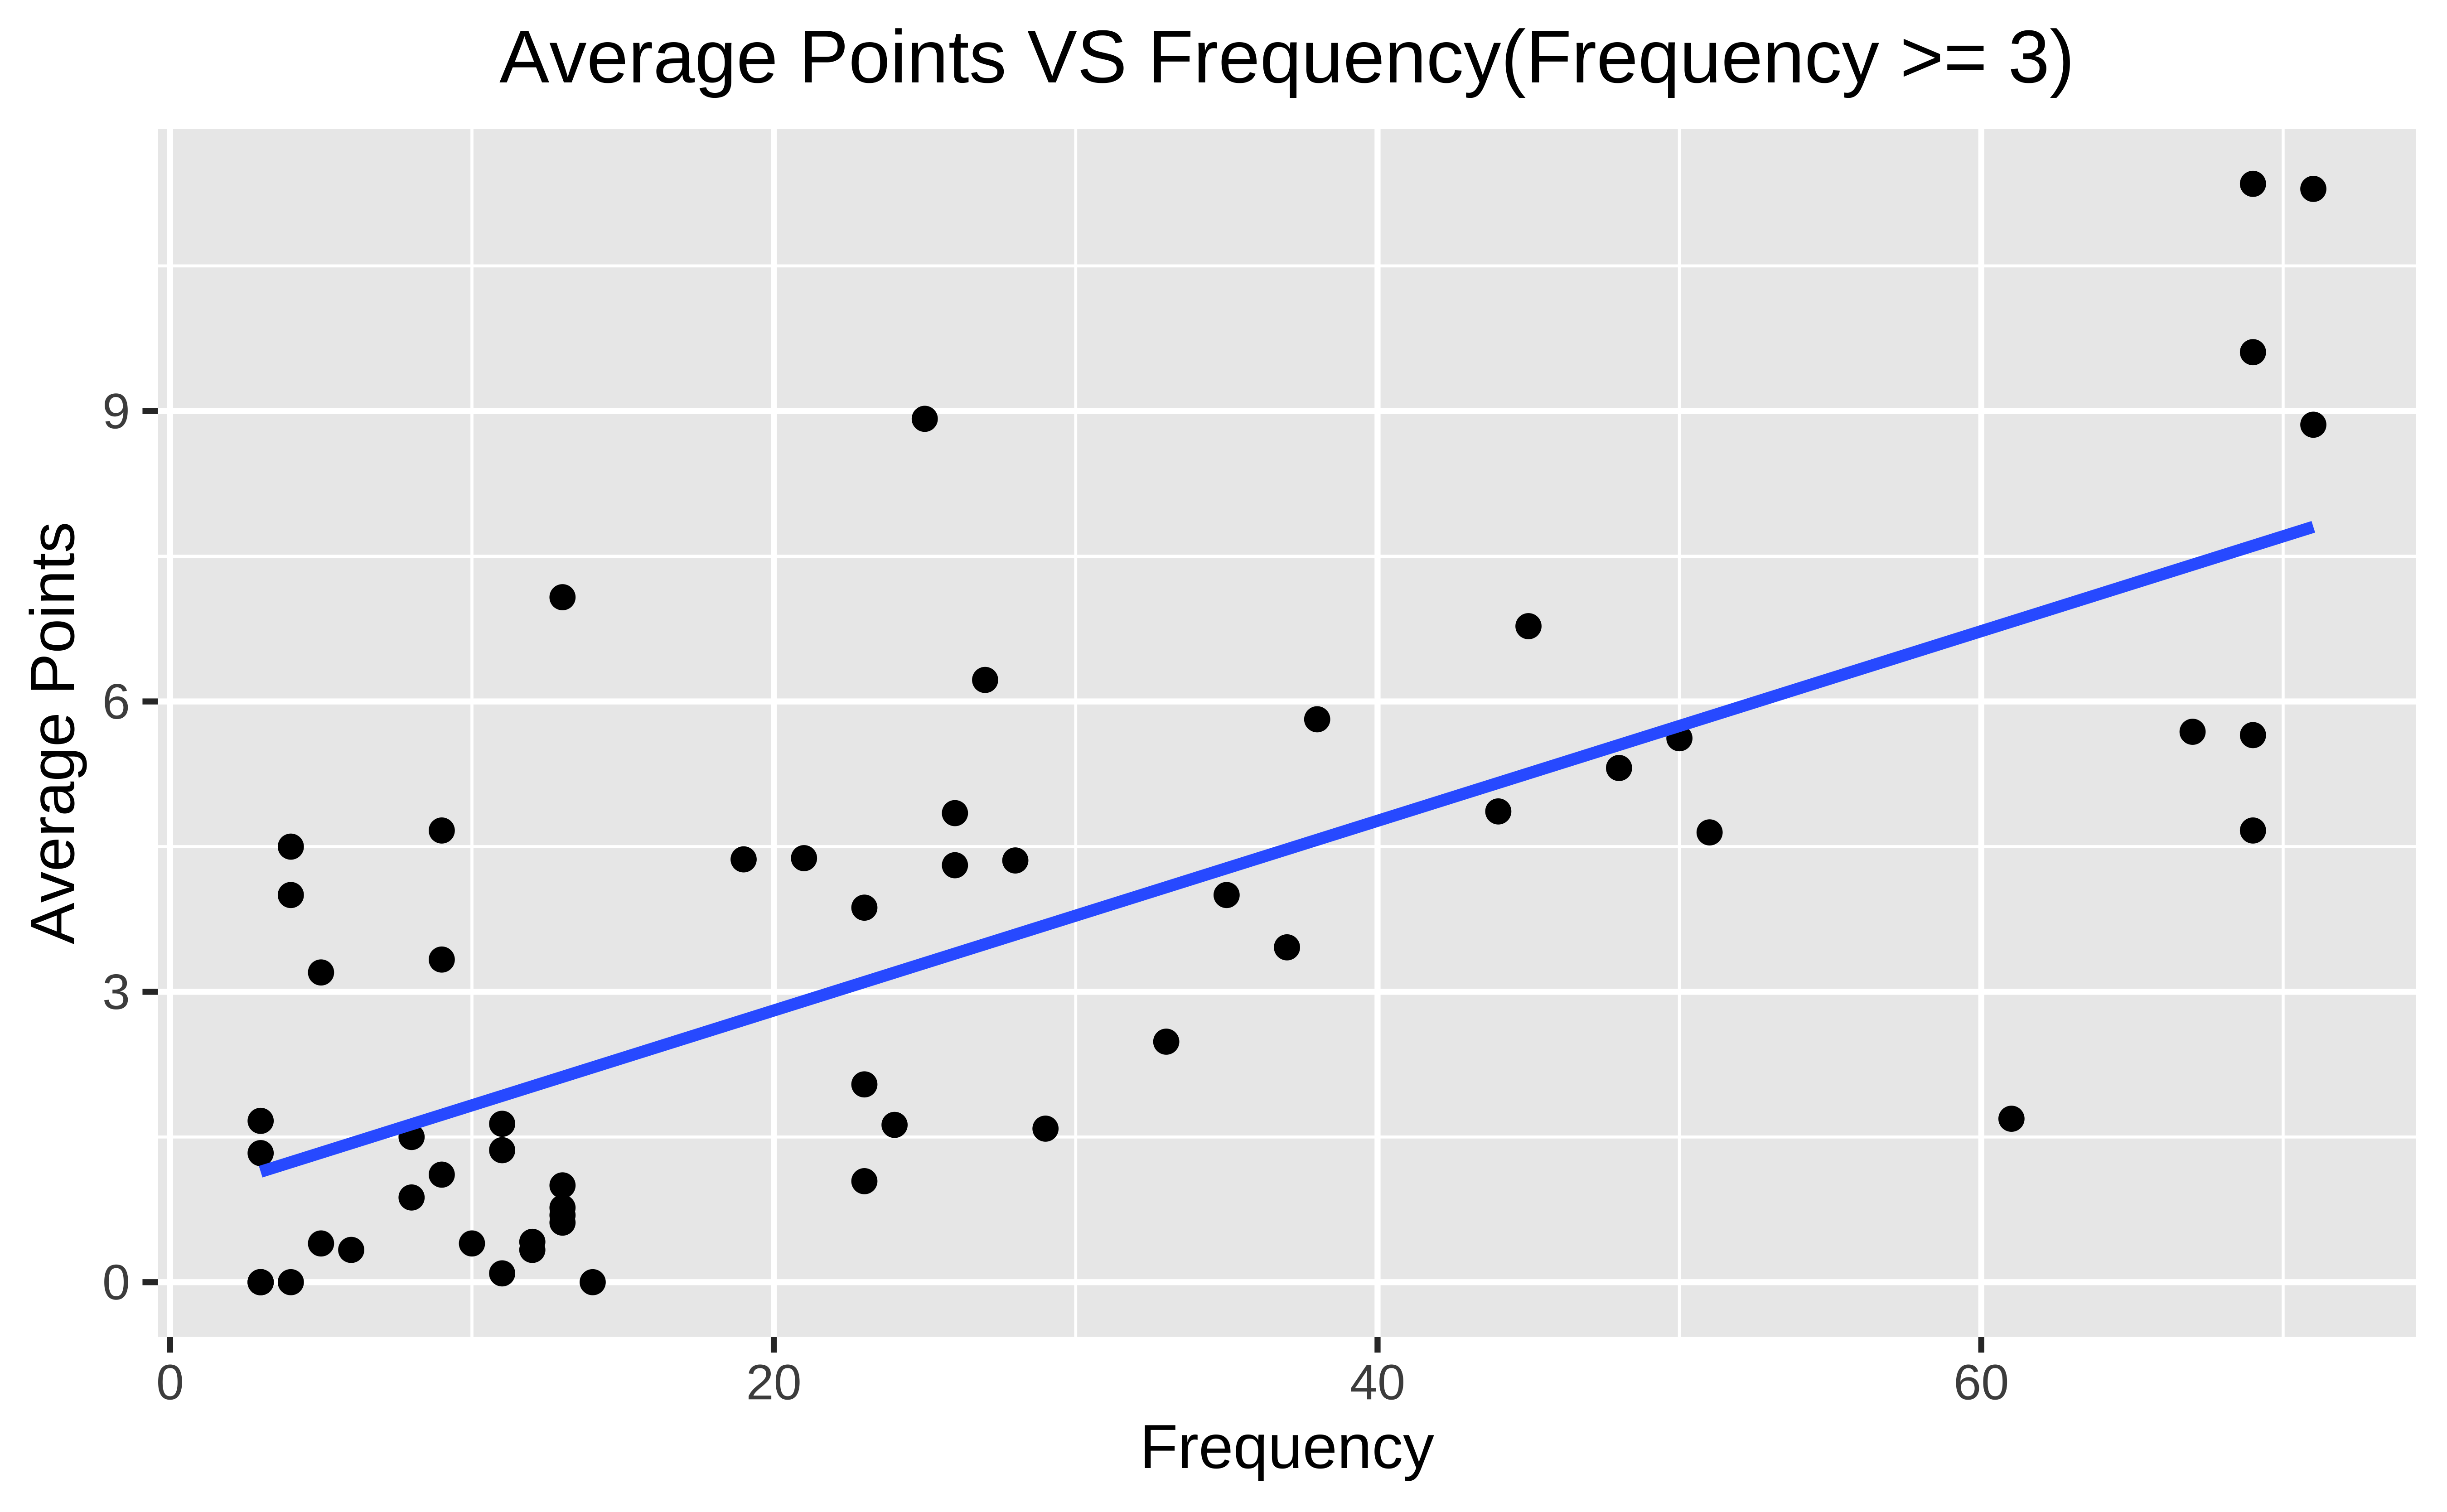 Average Points VS Frequency(Frequency >= 3)
Average Points
9
6
3
0
0 20 40 60
Frequency